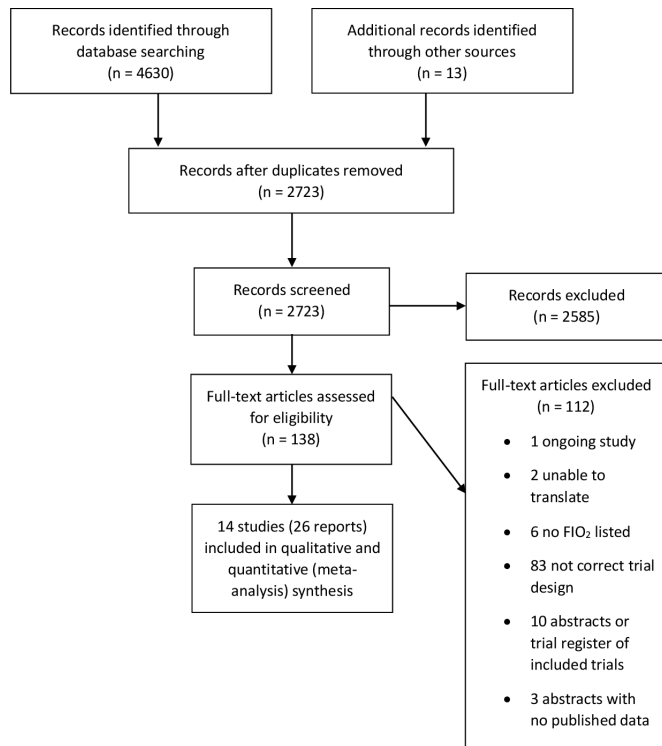 Records identified through
database searching
(n = 4630)
Additional records identified
through other sources
(n = 13)
Records after duplicates removed
(n = 2723)
Records screened
(n = 2723)
Records excluded
(n = 2585)
Full-text articles assessed
for eligibility
(n = 138)
Full-text articles excluded
(n = 112)
• 1 ongoing study
• 2 unable to
translate
• 6 no FIO₂ listed
• 83 not correct trial
design
• 10 abstracts or
trial register of
included trials
• 3 abstracts with
no published data
14 studies (26 reports)
included in qualitative and
quantitative (meta-
analysis) synthesis